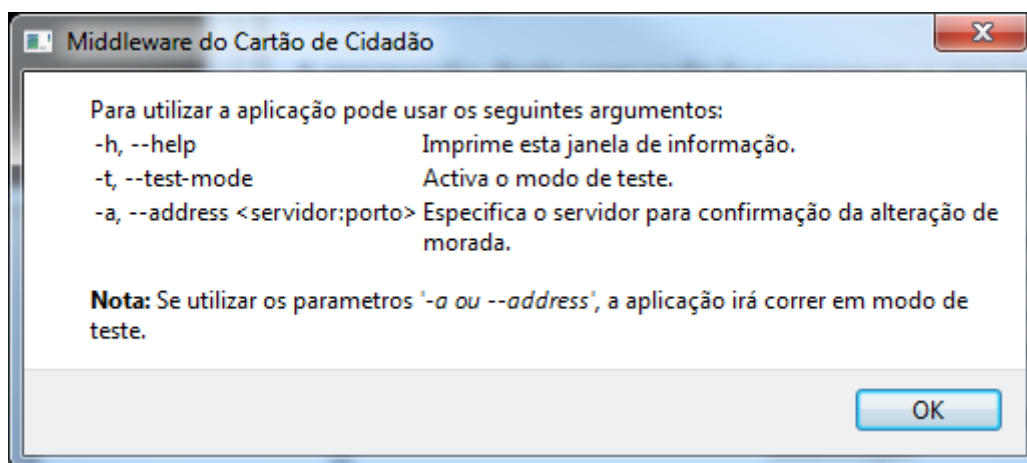 Middleware do Cartão de Cidadão
Para utilizar a aplicação pode usar os seguintes argumentos:
-h, --help Imprime esta janela de informação.
-t, --test-mode Activa o modo de teste.
-a, --address <servidor:porto> Especifica o servidor para confirmação da alteração de
morada.
Nota: Se utilizar os parametros '-a ou --address', a aplicação irá correr em modo de
teste.
OK